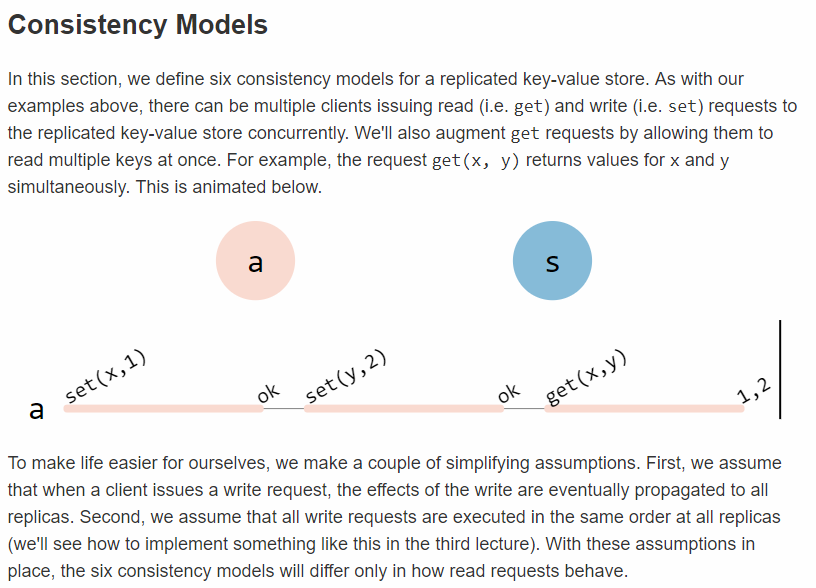 Consistency Models
In this section, we define six consistency models for a replicated key-value store. As with our
examples above, there can be multiple clients issuing read (i.e. get) and write (i.e. set) requests to
the replicated key-value store concurrently. We'll also augment get requests by allowing them to
read multiple keys at once. For example, the request get(x, y) returns values for x and y
simultaneously. This is animated below.
a
s
a
set(x,1)
ok
set(y,2)
ok
get(x,y)
1,2
To make life easier for ourselves, we make a couple of simplifying assumptions. First, we assume
that when a client issues a write request, the effects of the write are eventually propagated to all
replicas. Second, we assume that all write requests are executed in the same order at all replicas
(we'll see how to implement something like this in the third lecture). With these assumptions in
place, the six consistency models will differ only in how read requests behave.